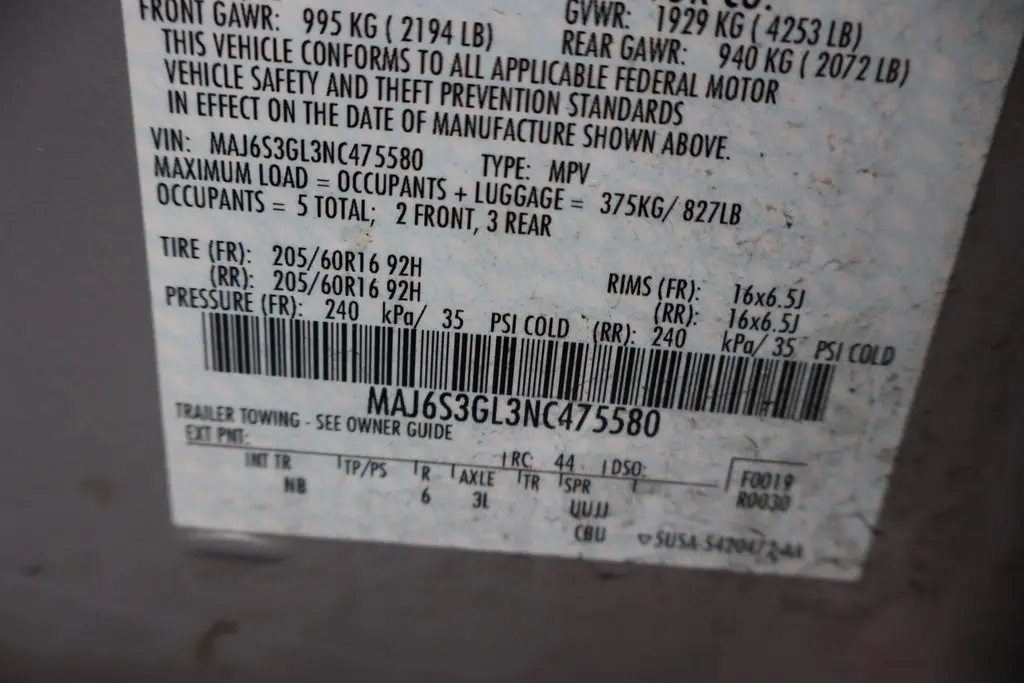 FRONT GAWR: 995 KG ( 2194 LB) GVWR: 1929 KG ( 4253 LB)
REAR GAWR: 940 KG ( 2072 LB)
THIS VEHICLE CONFORMS TO ALL APPLICABLE FEDERAL MOTOR
VEHICLE SAFETY AND THEFT PREVENTION STANDARDS
IN EFFECT ON THE DATE OF MANUFACTURE SHOWN ABOVE.
VIN: MAJ6S3GL3NC475580 TYPE: MPV
MAXIMUM LOAD = OCCUPANTS + LUGGAGE = 375KG/ 827LB
OCCUPANTS = 5 TOTAL; 2 FRONT, 3 REAR
TIRE (FR): 205/60R16 92H RIMS (FR): 16x6.5J
(RR): 205/60R16 92H (RR): 16x6.5J
PRESSURE (FR): 240 kPa/ 35 PSI COLD (RR): 240 kPa/ 35 PSI COLD
MAJ6S3GL3NC475580
TRAILER TOWING - SEE OWNER GUIDE
EXT PNT: RC: 44 DSO:
INT TR TP/PS R AXLE TR SPR
NB 6 3L UUJJ
CBU
F0019
R0030
5USA-5420472-AA